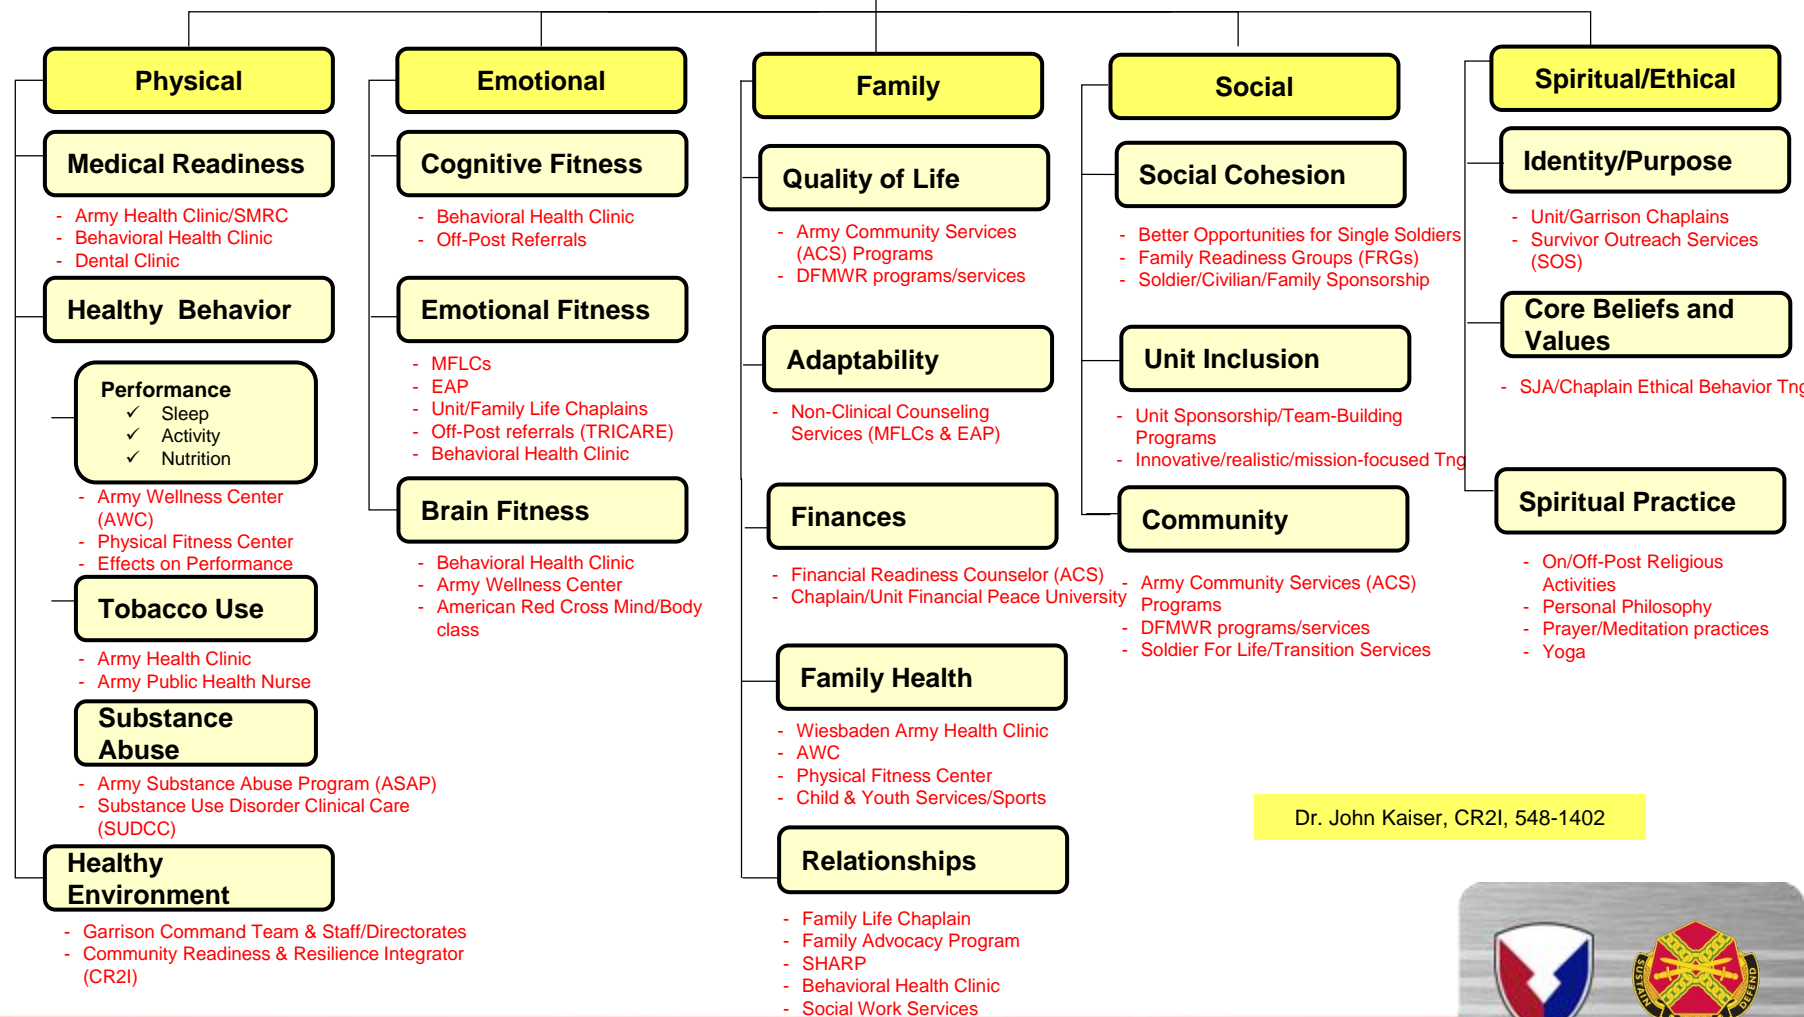 Physical
Medical Readiness
- Army Health Clinic/SMRC
- Behavioral Health Clinic
- Dental Clinic
Healthy Behavior
Performance
✓ Sleep
✓ Activity
✓ Nutrition
- Army Wellness Center
(AWC)
- Physical Fitness Center
- Effects on Performance
Tobacco Use
- Army Health Clinic
- Army Public Health Nurse
Substance
Abuse
- Army Substance Abuse Program (ASAP)
- Substance Use Disorder Clinical Care
(SUDCC)
Healthy
Environment
- Garrison Command Team & Staff/Directorates
- Community Readiness & Resilience Integrator
(CR2I)
Emotional
Cognitive Fitness
- Behavioral Health Clinic
- Off-Post Referrals
Emotional Fitness
- MFLCs
- EAP
- Unit/Family Life Chaplains
- Off-Post referrals (TRICARE)
- Behavioral Health Clinic
Brain Fitness
- Behavioral Health Clinic
- Army Wellness Center
- American Red Cross Mind/Body
class
Family
Quality of Life
- Army Community Services
(ACS) Programs
- DFMWR programs/services
Adaptability
- Non-Clinical Counseling
Services (MFLCs & EAP)
Finances
- Financial Readiness Counselor (ACS)
- Chaplain/Unit Financial Peace University
Family Health
- Wiesbaden Army Health Clinic
- AWC
- Physical Fitness Center
- Child & Youth Services/Sports
Relationships
- Family Life Chaplain
- Family Advocacy Program
- SHARP
- Behavioral Health Clinic
- Social Work Services
Social
Social Cohesion
- Better Opportunities for Single Soldiers
- Family Readiness Groups (FRGs)
- Soldier/Civilian/Family Sponsorship
Unit Inclusion
- Unit Sponsorship/Team-Building
Programs
- Innovative/realistic/mission-focused Tng
Community
- Army Community Services (ACS)
Programs
- DFMWR programs/services
- Soldier For Life/Transition Services
Spiritual/Ethical
Identity/Purpose
- Unit/Garrison Chaplains
- Survivor Outreach Services
(SOS)
Core Beliefs and
Values
- SJA/Chaplain Ethical Behavior Tng
Spiritual Practice
- On/Off-Post Religious
Activities
- Personal Philosophy
- Prayer/Meditation practices
- Yoga
Dr. John Kaiser, CR2I, 548-1402
SUSTAIN
DEFEND